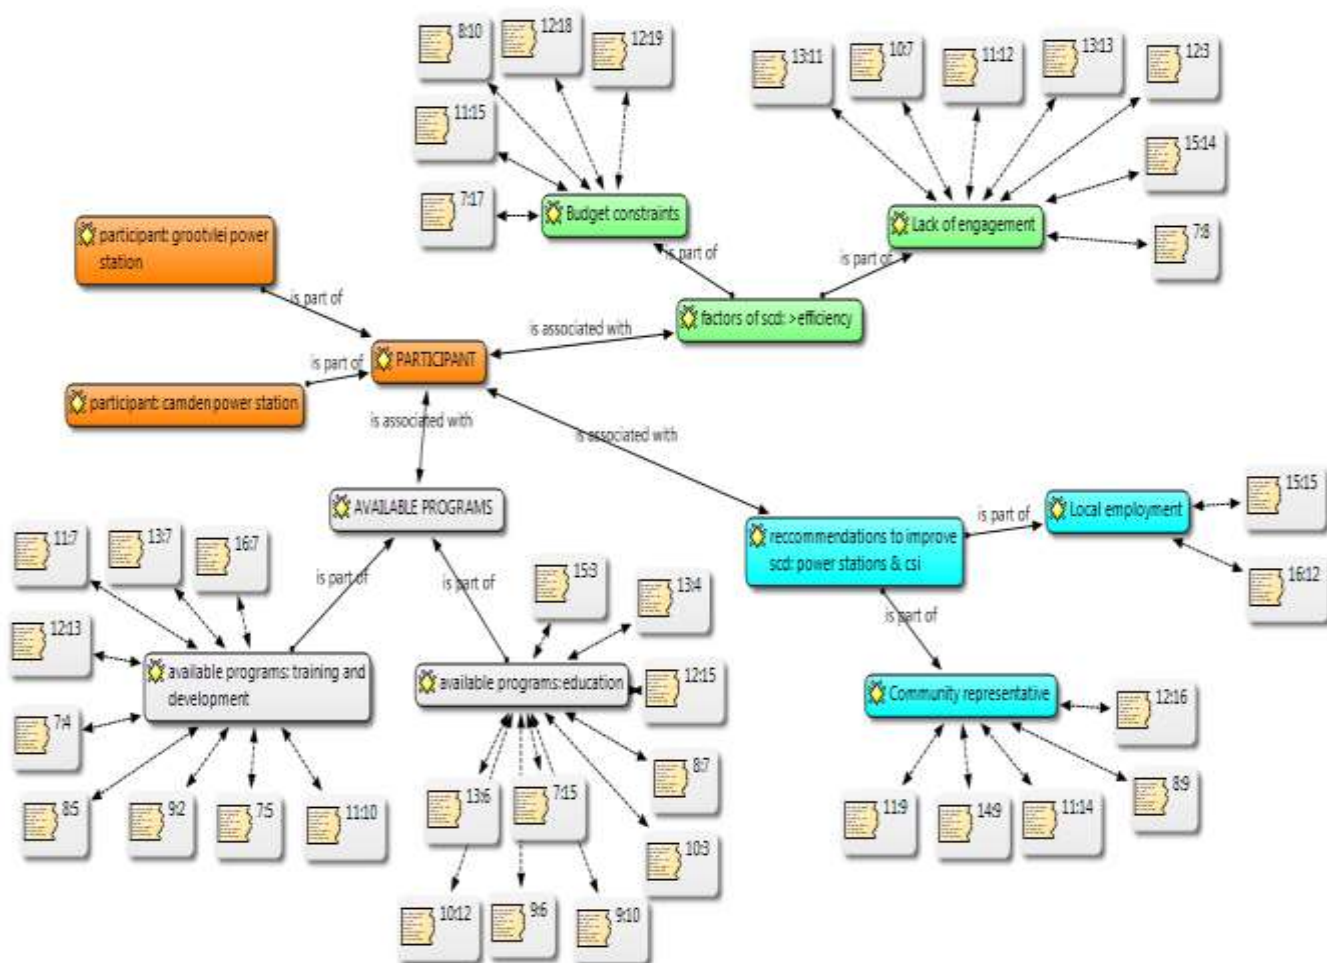 8:10
12:18
12:19
11:15
7:17
Budget constraints
13:11
10:7
11:12
13:13
12:3
15:14
7:8
Lack of engagement
is part of
is part of
factors of scd: >efficiency
participant: grootvlei power
station
is part of
is associated with
PARTICIPANT
is part of
participant: camden power station
is associated with
is associated with
AVAILABLE PROGRAMS
is part of
is part of
reccommendations to improve
scd: power stations & csi
is part of
Local employment
15:15
16:12
is part of
Community representative
12:16
8:9
11:14
14:9
11:9
11:7
13:7
16:7
12:13
7:4
8:5
9:2
7:5
11:10
available programs: training and
development
15:3
13:4
12:15
available programs:education
8:7
10:3
13:6
7:15
10:12
9:6
9:10